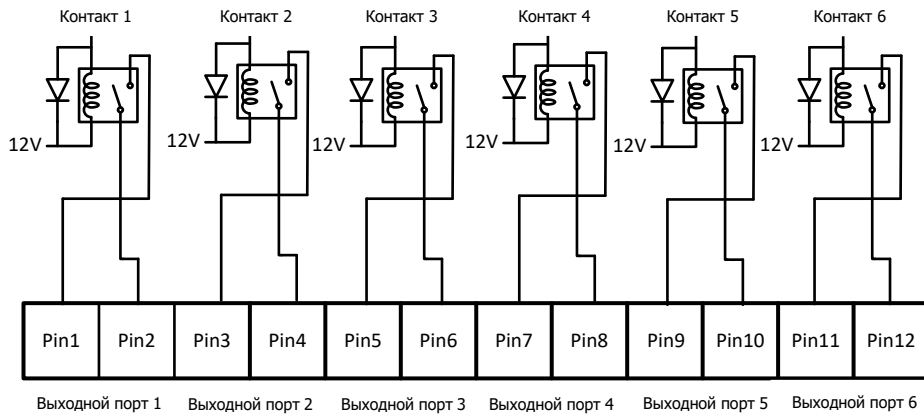 Контакт 1 Контакт 2 Контакт 3 Контакт 4 Контакт 5 Контакт 6
12V 12V 12V 12V 12V 12V
Pin1 Pin2 Pin3 Pin4 Pin5 Pin6 Pin7 Pin8 Pin9 Pin10 Pin11 Pin12
Выходной порт 1 Выходной порт 2 Выходной порт 3 Выходной порт 4 Выходной порт 5 Выходной порт 6